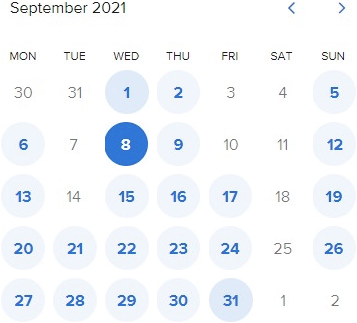 September 2021
MON TUE WED THU FRI SAT SUN
30 31 1 2 3 4 5
6 7 8 9 10 11 12
13 14 15 16 17 18 19
20 21 22 23 24 25 26
27 28 29 30 31 1 2